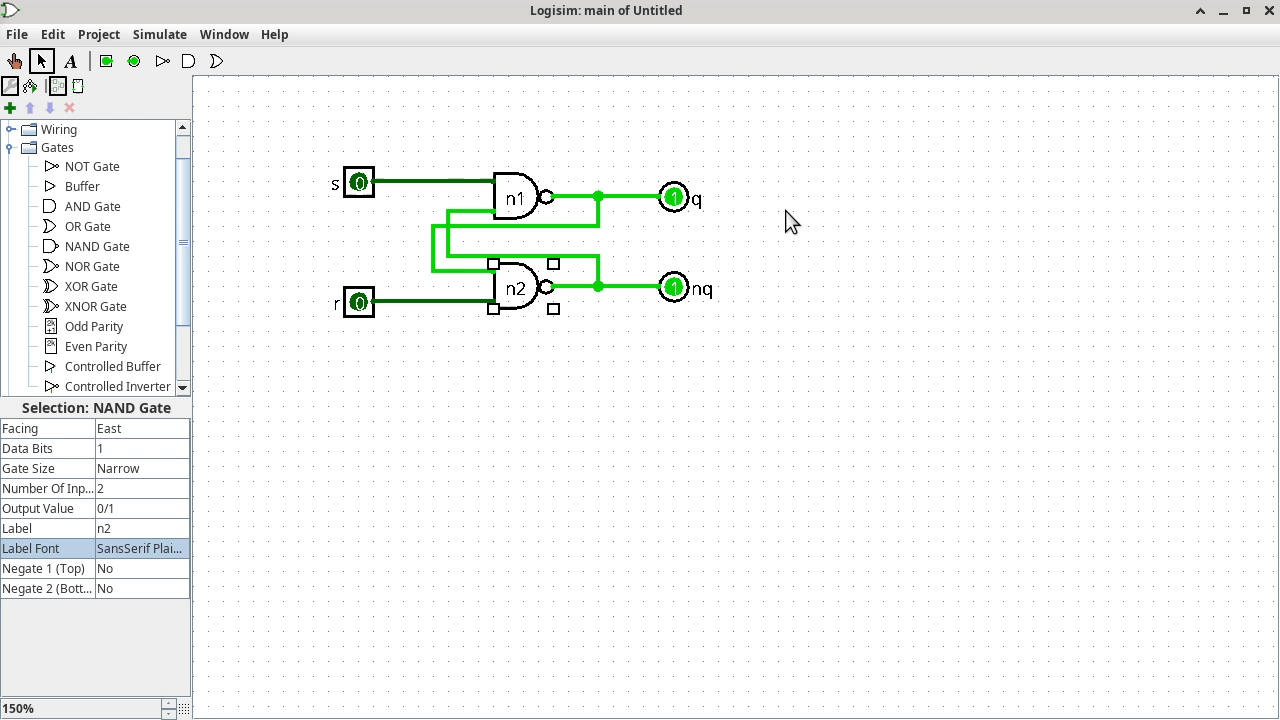 Logisim: main of Untitled
File Edit Project Simulate Window Help
A
Wiring
Gates
NOT Gate
Buffer
AND Gate
OR Gate
NAND Gate
NOR Gate
XOR Gate
XNOR Gate
Odd Parity
Even Parity
Controlled Buffer
Controlled Inverter
Selection: NAND Gate
Facing East
Data Bits 1
Gate Size Narrow
Number Of Inp... 2
Output Value 0/1
Label n2
Label Font SansSerif Plai...
Negate 1 (Top) No
Negate 2 (Bott... No
150%
s 0 n1 1 q
r 0 n2 1 nq